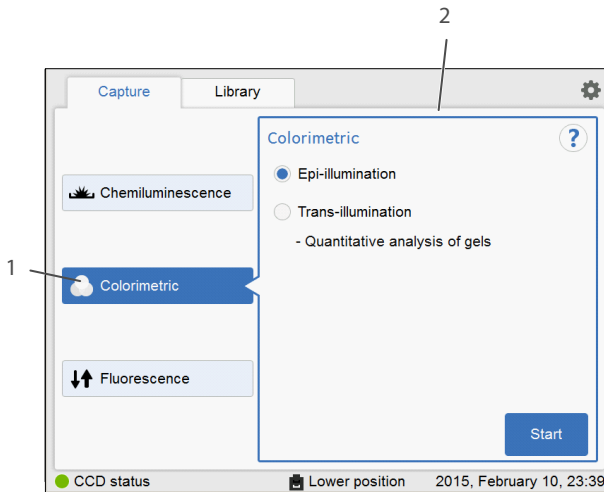 2
Capture
Library
Colorimetric
?
Epi-illumination
Chemiluminescence
Trans-illumination
- Quantitative analysis of gels
1
Colorimetric
Fluorescence
Start
CCD status
Lower position
2015, February 10, 23:39